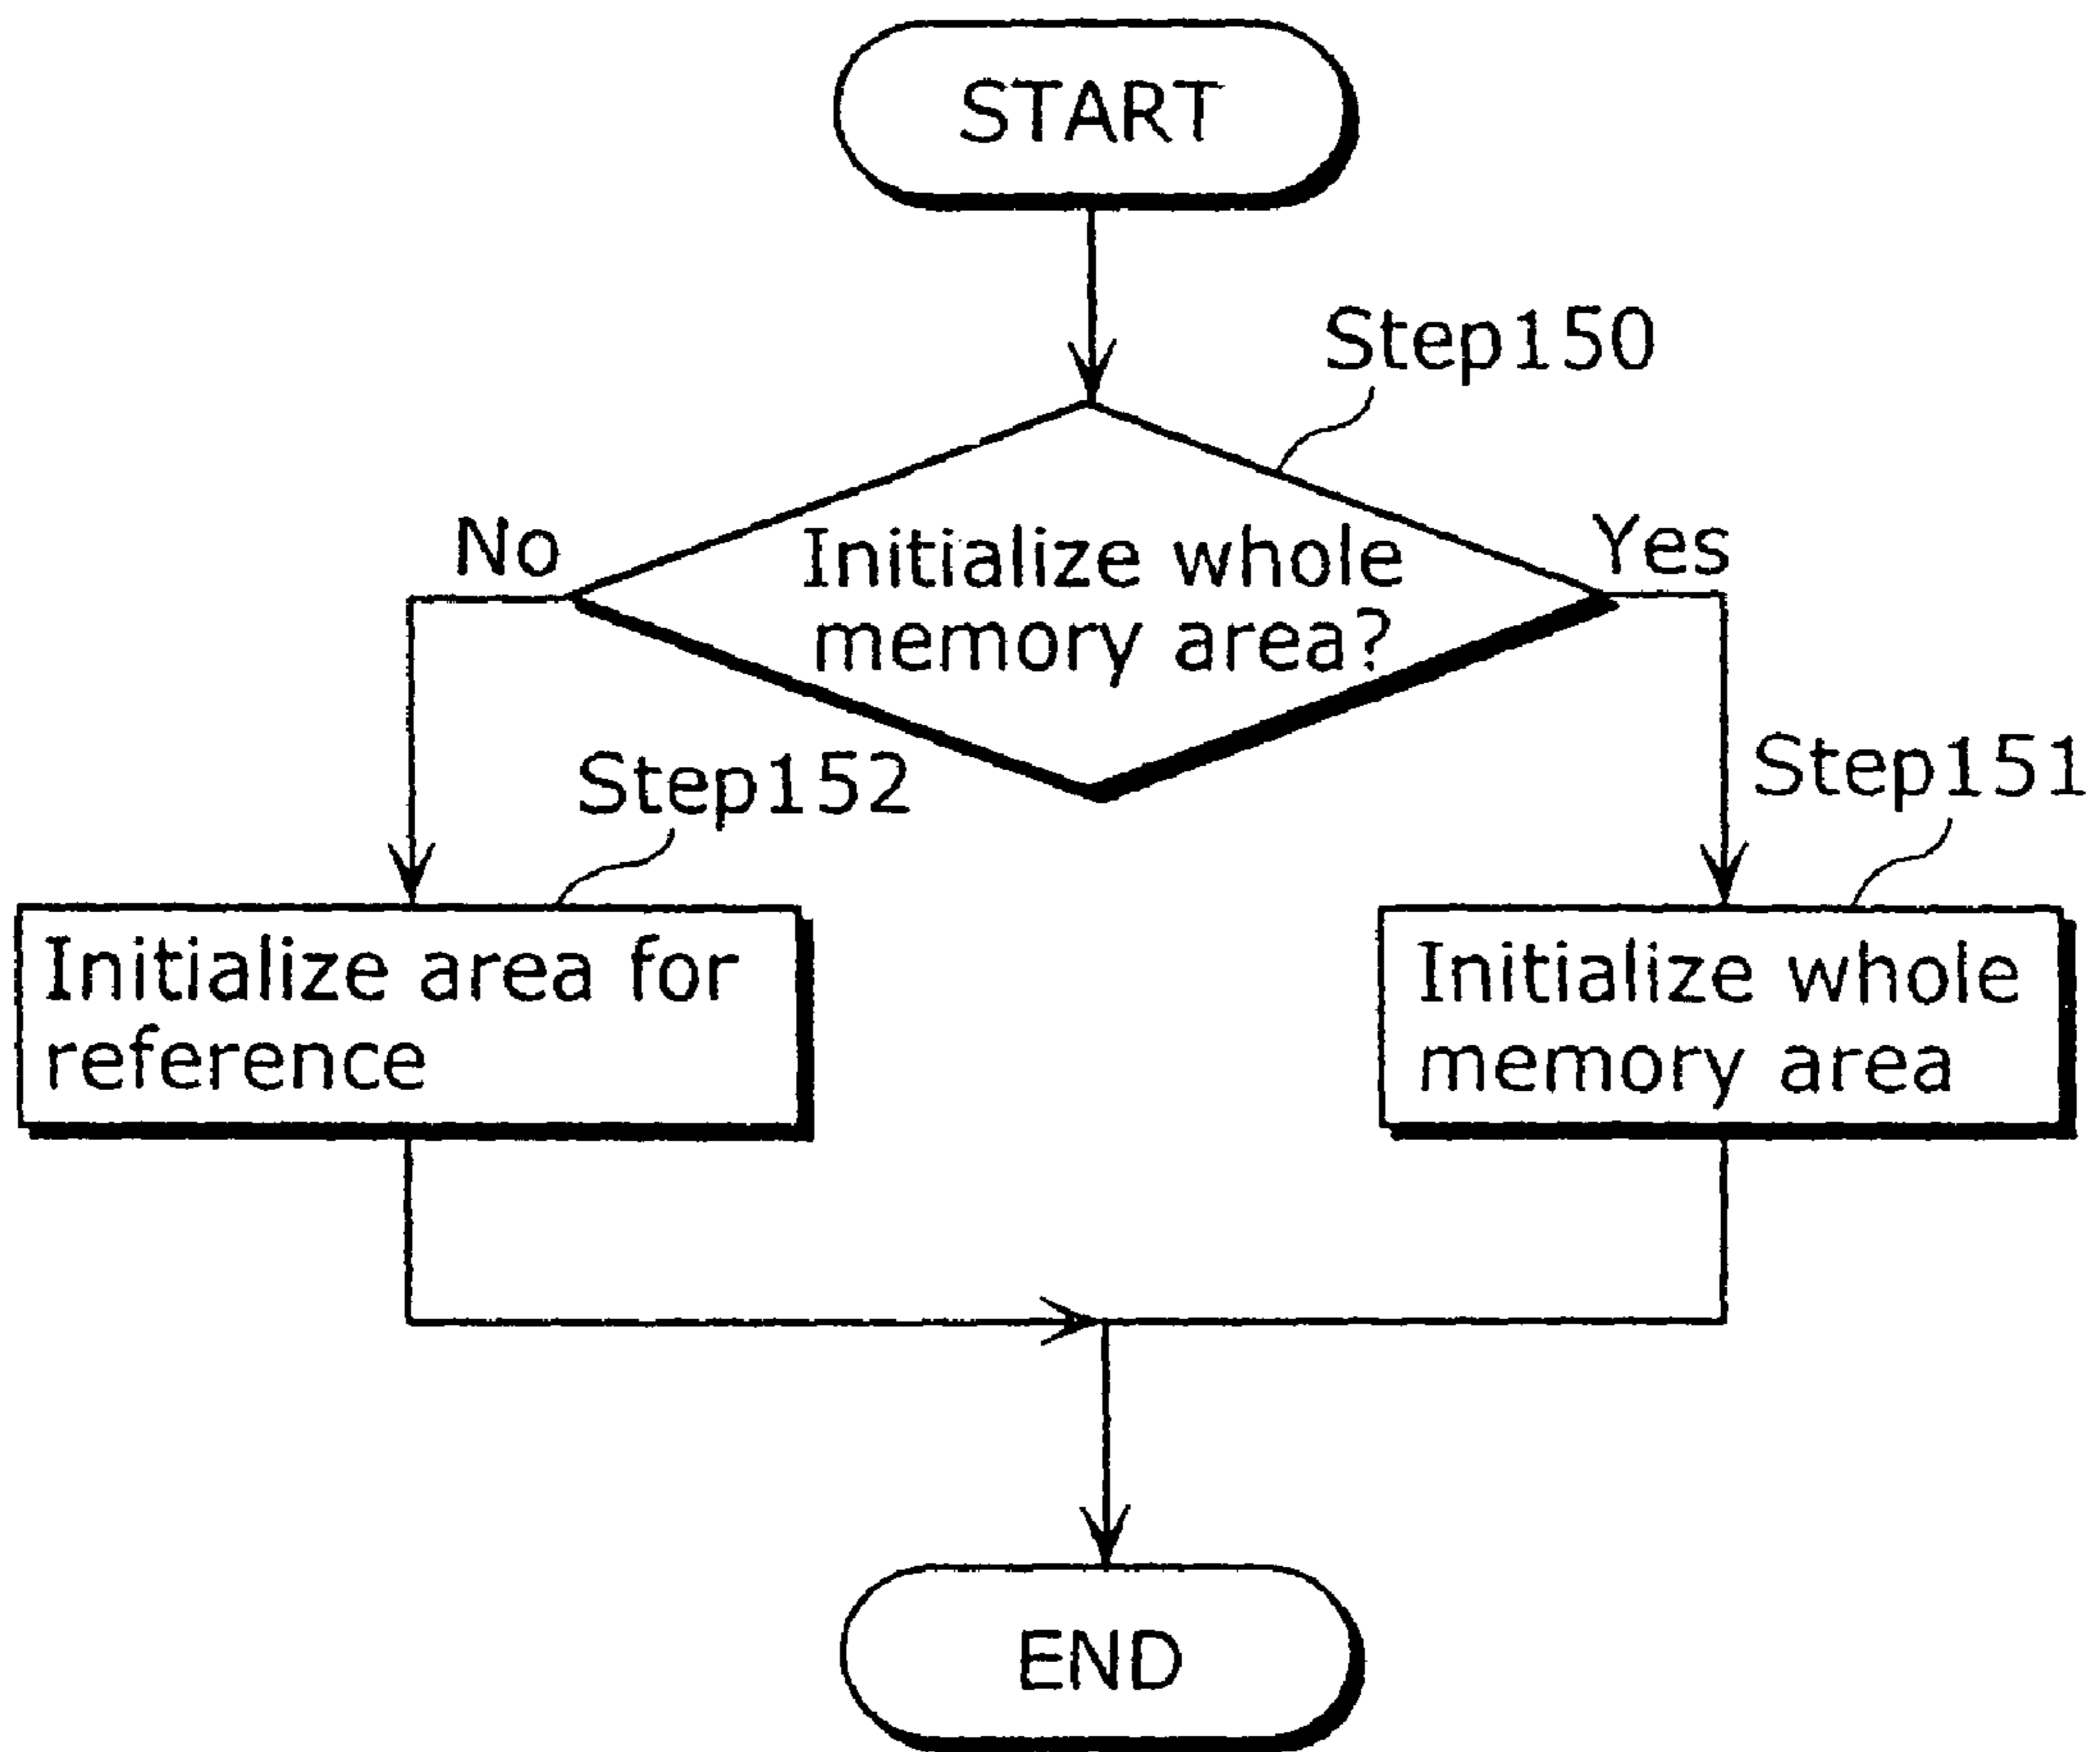 START
Step150
No
Initialize whole
memory area?
Yes
Step152
Step151
Initialize area for
reference
Initialize whole
memory area
END